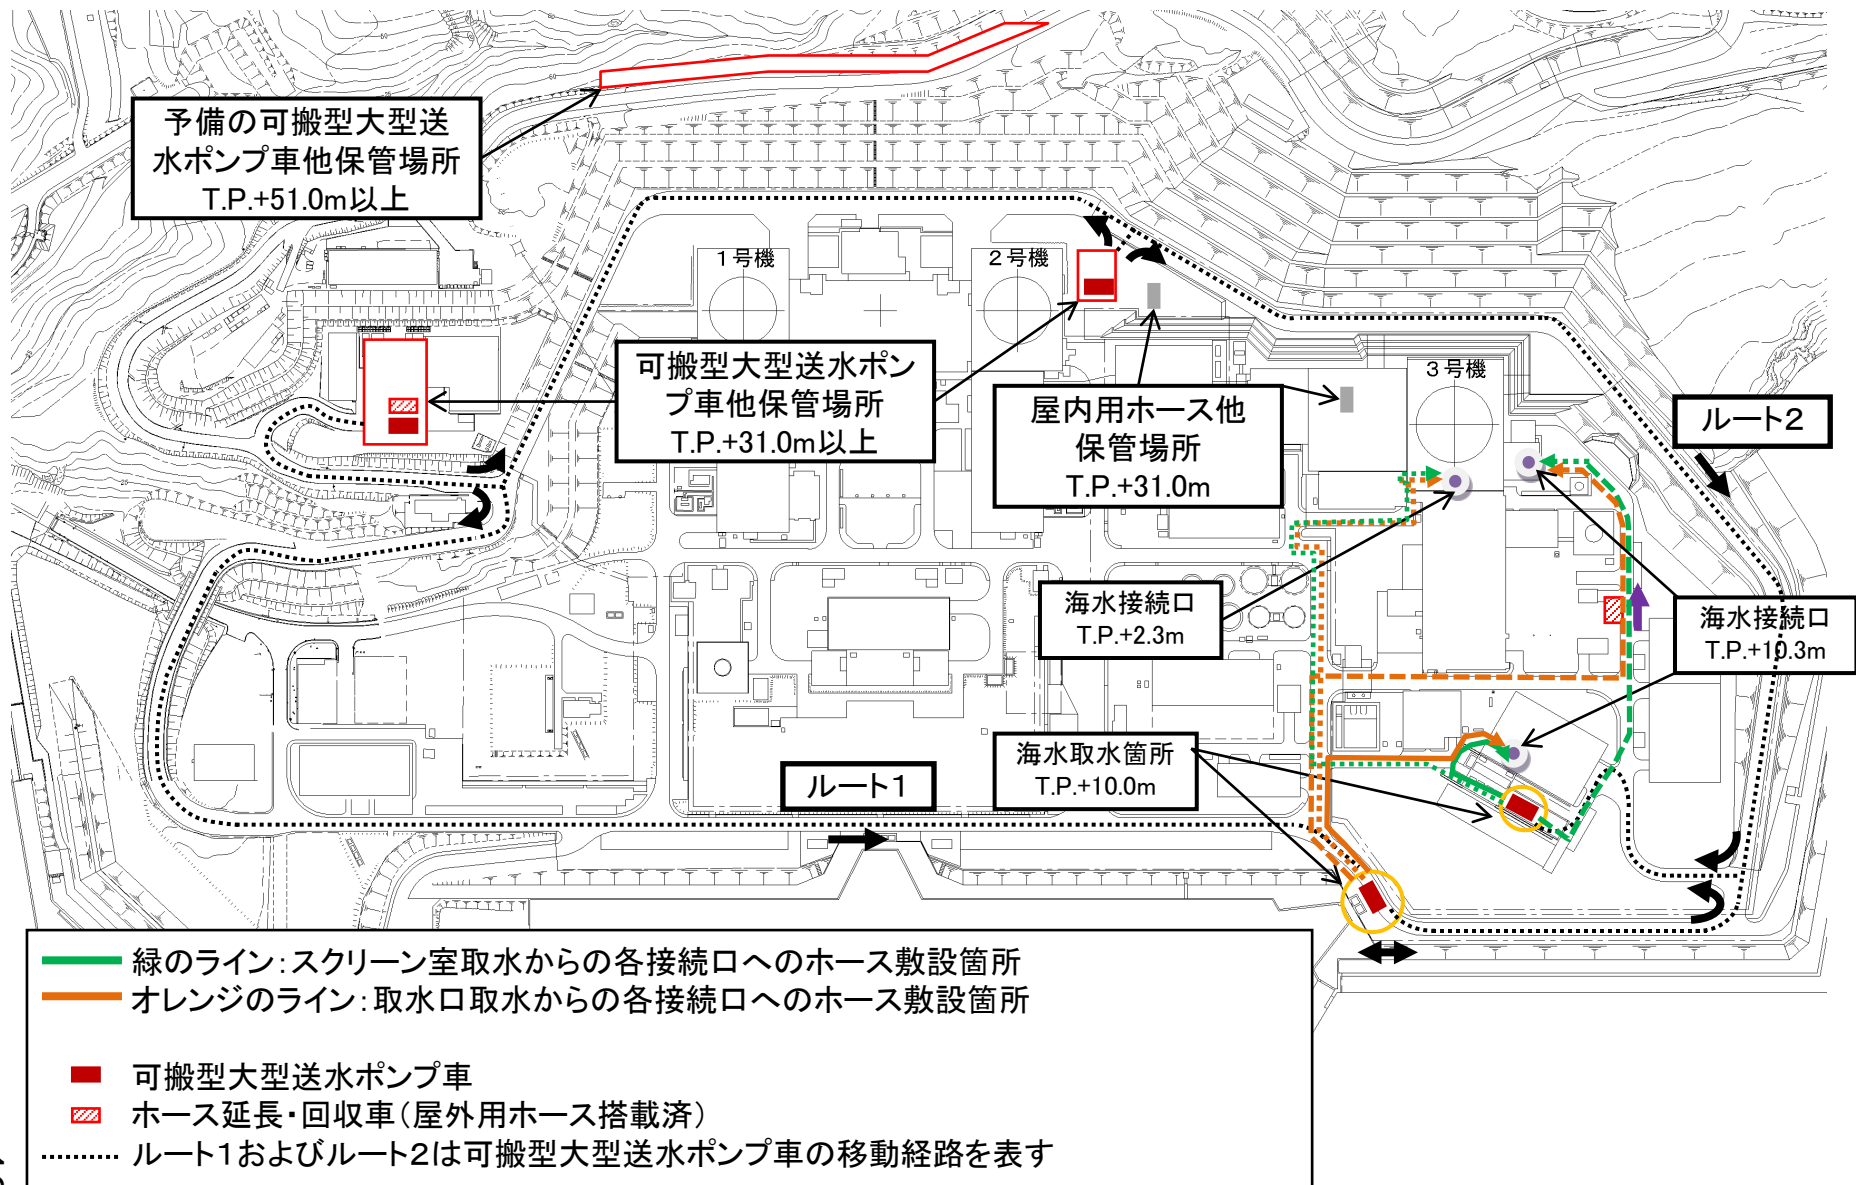 予備の可搬型大型送
水ポンプ車他保管場所
T.P.+51.0m以上
1号機
2号機
3号機
可搬型大型送水ポン
プ車他保管場所
T.P.+31.0m以上
屋内用ホース他
保管場所
T.P.+31.0m
ルート2
海水接続口
T.P.+2.3m
海水接続口
T.P.+10.3m
海水取水箇所
T.P.+10.0m
ルート1
緑のライン:スクリーン室取水からの各接続口へのホース敷設箇所
オレンジのライン:取水口取水からの各接続口へのホース敷設箇所
可搬型大型送水ポンプ車
ホース延長・回収車(屋外用ホース搭載済)
ルート1およびルート2は可搬型大型送水ポンプ車の移動経路を表す